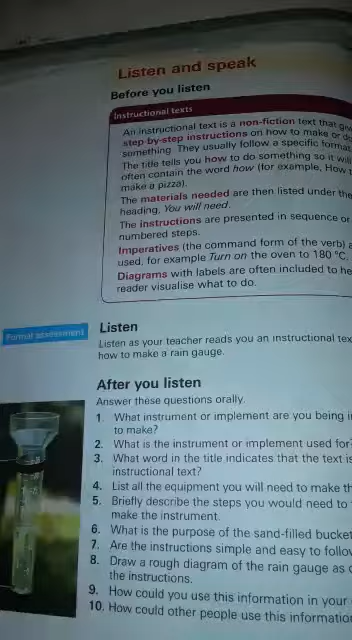 Listen and speak
Before you listen
Instructional texts
An instructional text is a non-fiction text that
step-by-step instructions on how to make or
something. They usually follow a specific format.
The title tells you how to do something so it will
often contain the word how (for example, How
make a pizza).
The materials needed are then listed under the
heading, You will need.
The instructions are presented in sequence or
numbered steps.
Imperatives (the command form of the verb)
used, for example Turn on the oven to 180 °C.
Diagrams with labels are often included to
reader visualise what to do.
Formal assessment
Listen
Listen as your teacher reads you an instructional
how to make a rain gauge.
After you listen
Answer these questions orally.
1. What instrument or implement are you being
to make?
2. What is the instrument or implement used for?
3. What word in the title indicates that the text is
instructional text?
4. List all the equipment you will need to make
5. Briefly describe the steps you would need to
make the instrument.
6. What is the purpose of the sand-filled bucket
7. Are the instructions simple and easy to
8. Draw a rough diagram of the rain gauge as
the instructions.
9. How could you use this information in your
10. How could other people use this information